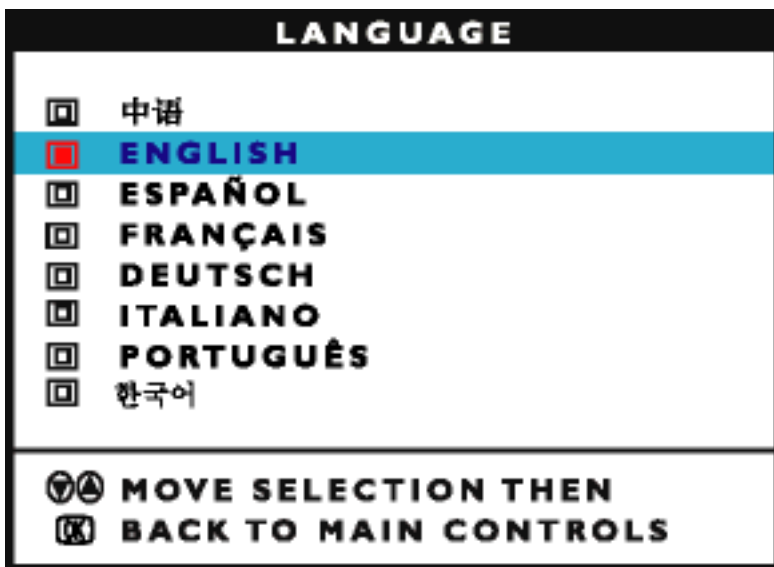 LANGUAGE
中语
ENGLISH
ESPAÑOL
FRANÇAIS
DEUTSCH
ITALIANO
PORTUGUÊS
한국어
MOVE SELECTION THEN
OK BACK TO MAIN CONTROLS